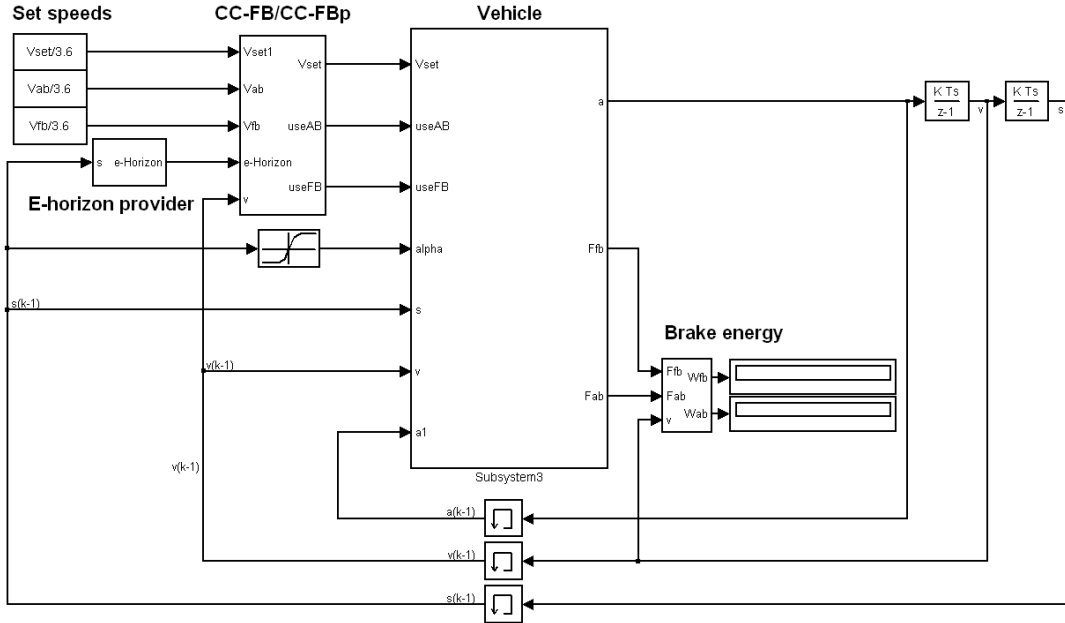 Set speeds
CC-FB/CC-FBp
Vehicle
Vset/3.6
Vab/3.6
Vfb/3.6
s e-Horizon
E-horizon provider
Vset1
Vab
Vfb
e-Horizon
v
Vset
useAB
useFB
Vset
useAB
useFB
alpha
s
v
a1
a
Ffb
Fab
Subsystem3
K Ts
z-1
v
K Ts
z-1
s
Brake energy
Ffb
Fab
v
Wfb
Wab
s(k-1)
v(k-1)
v(k-1)
a(k-1)
v(k-1)
s(k-1)